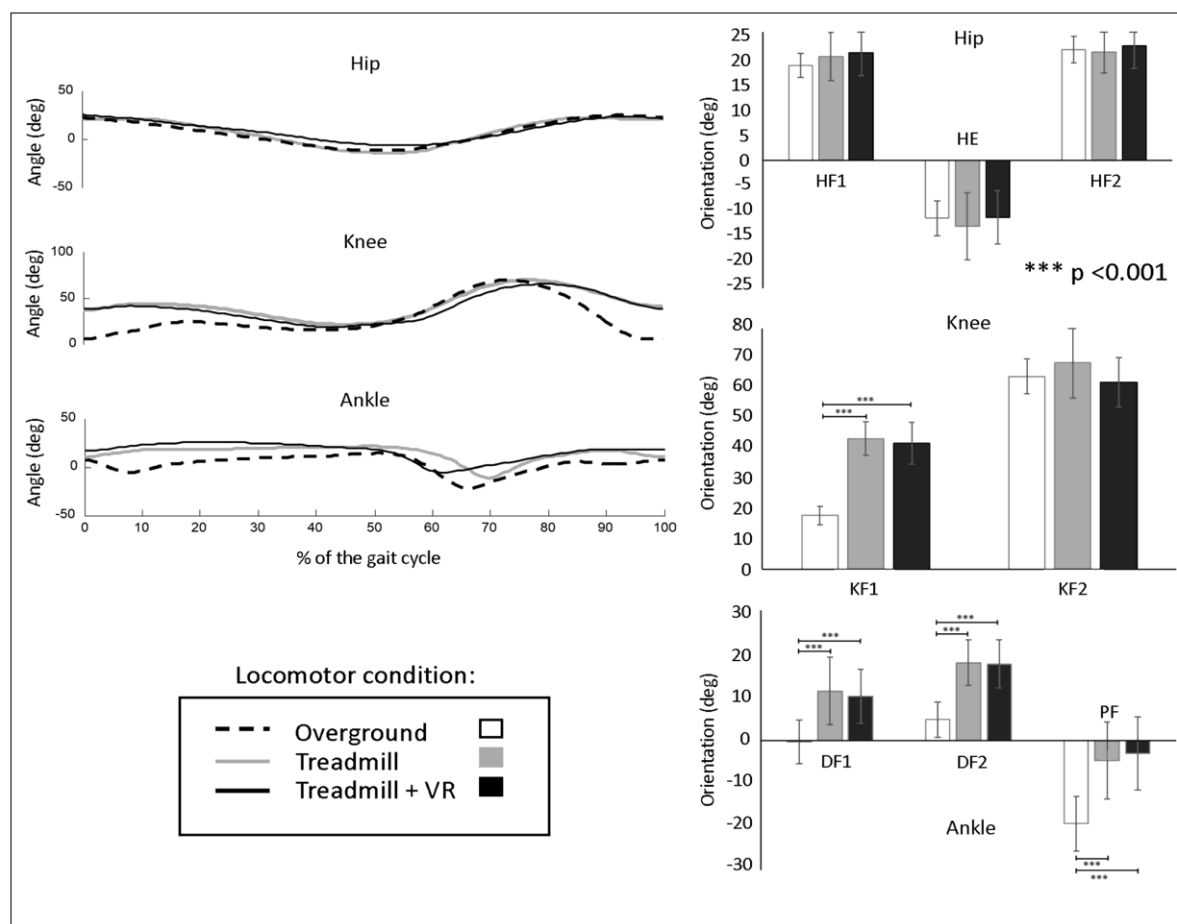 Hip
Angle (deg)
50
0
-50
Knee
Angle (deg)
100
50
0
Ankle
Angle (deg)
50
0
-50
0 10 20 30 40 50 60 70 80 90 100
% of the gait cycle
Locomotor condition:
Overground
Treadmill
Treadmill + VR
Hip
Orientation (deg)
25
20
15
10
5
0
-5
-10
-15
-20
-25
HF1
HE
HF2
*** p <0.001
Knee
Orientation (deg)
80
70
60
50
40
30
20
10
0
***
***
KF1 KF2
Orientation (deg)
30
20
10
0
-10
-20
-30
***
***
***
***
DF1
DF2
PF
***
***
Ankle